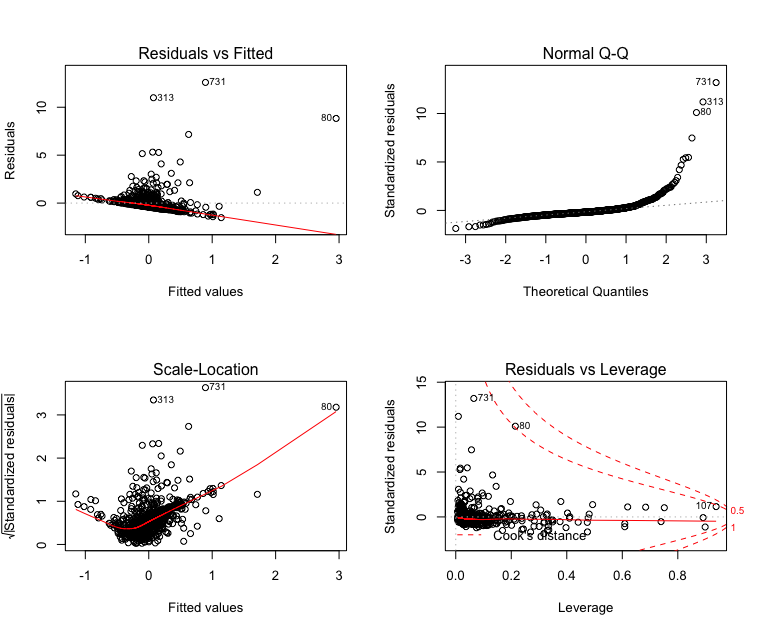 Residuals vs Fitted
Residuals
10
5
0
731
313
80
-1 0 1 2 3
Fitted values
Normal Q-Q
Standardized residuals
10
5
0
731
313
80
-3 -2 -1 0 1 2 3
Theoretical Quantiles
Scale-Location
√|Standardized residuals|
3
2
1
0
731
313
80
-1 0 1 2 3
Fitted values
Residuals vs Leverage
Standardized residuals
15
10
5
0
731
80
107
0.5
1
Cook's distance
0.0 0.2 0.4 0.6 0.8
Leverage